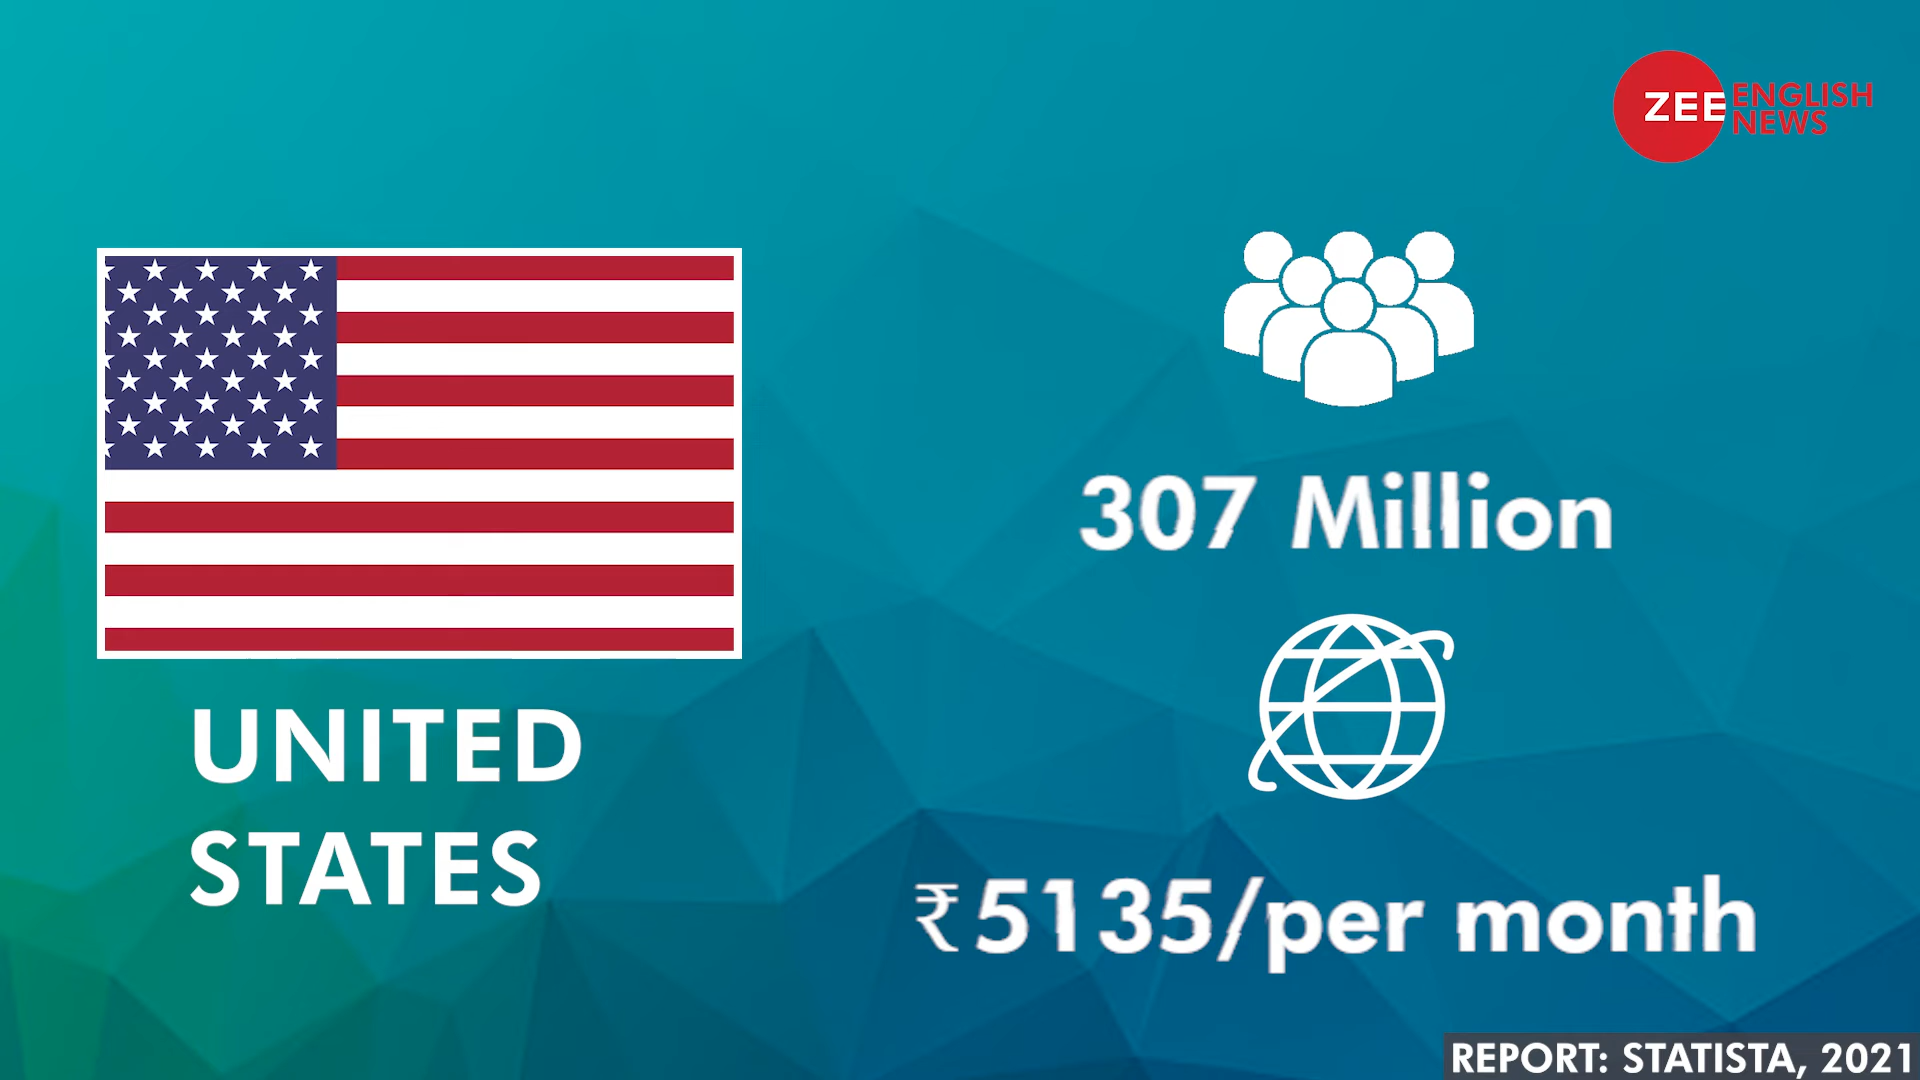 ZEE ENGLISH
NEWS
307 Million
UNITED
STATES
₹5135/per month
REPORT: STATISTA, 2021